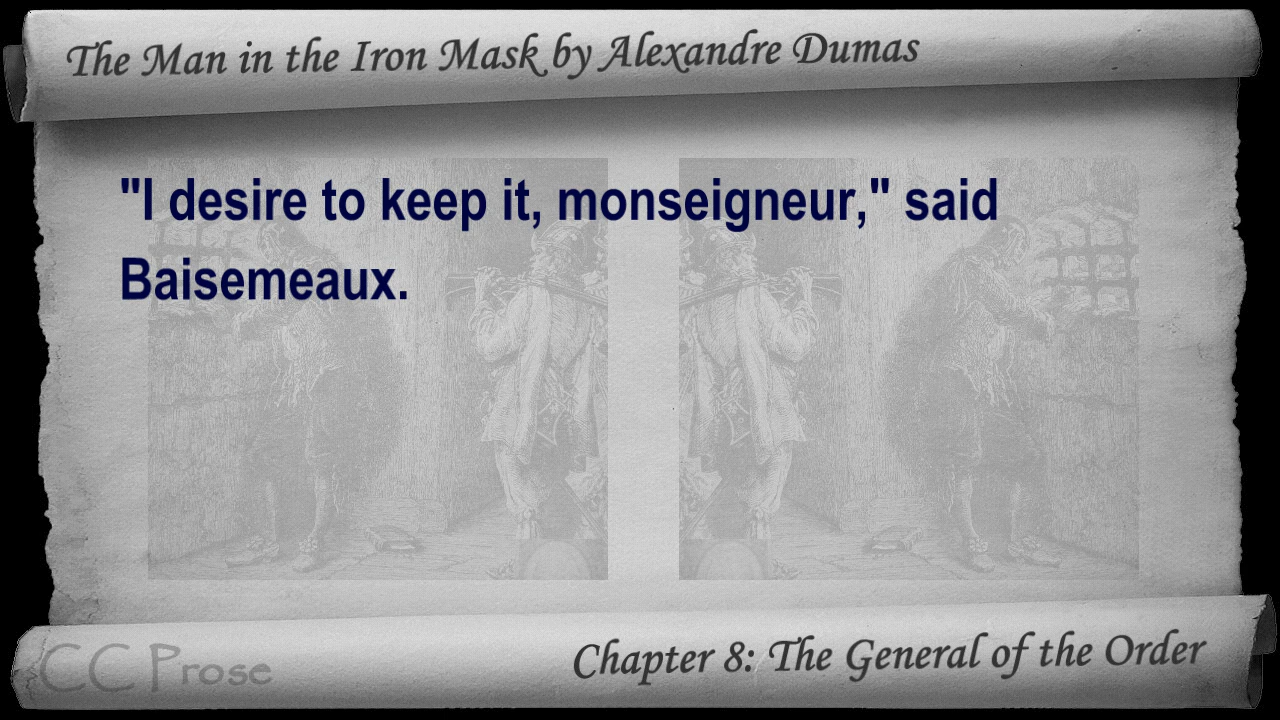 The Man in the Iron Mask by Alexandre Dumas
"I desire to keep it, monseigneur," said
Baisemeaux.
CC Prose
Chapter 8: The General of the Order